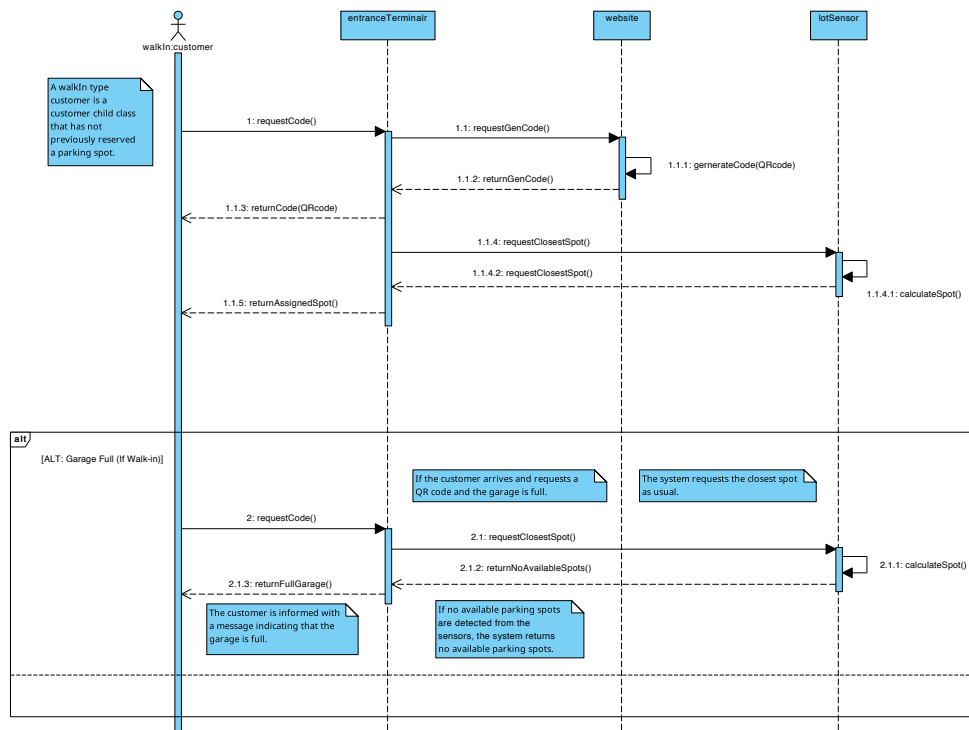 entranceTerminalr
website
lotSensor
walkIn:customer
A walkIn type
customer is a
customer child class
that has not
previously reserved
a parking spot.
1: requestCode()
1.1: requestGenCode()
1.1.1: gernerateCode(QRcode)
1.1.2: returnGenCode()
1.1.3: returnCode(QRcode)
1.1.4: requestClosestSpot()
1.1.4.2: requestClosestSpot()
1.1.4.1: calculateSpot()
1.1.5: returnAssignedSpot()
alt
[ALT: Garage Full (If Walk-in)]
If the customer arrives and requests a
QR code and the garage is full.
The system requests the closest spot
as usual.
2: requestCode()
2.1: requestClosestSpot()
2.1.1: calculateSpot()
2.1.2: returnNoAvailableSpots()
2.1.3: returnFullGarage()
The customer is informed with
a message indicating that the
garage is full.
If no available parking spots
are detected from the
sensors, the system returns
no available parking spots.